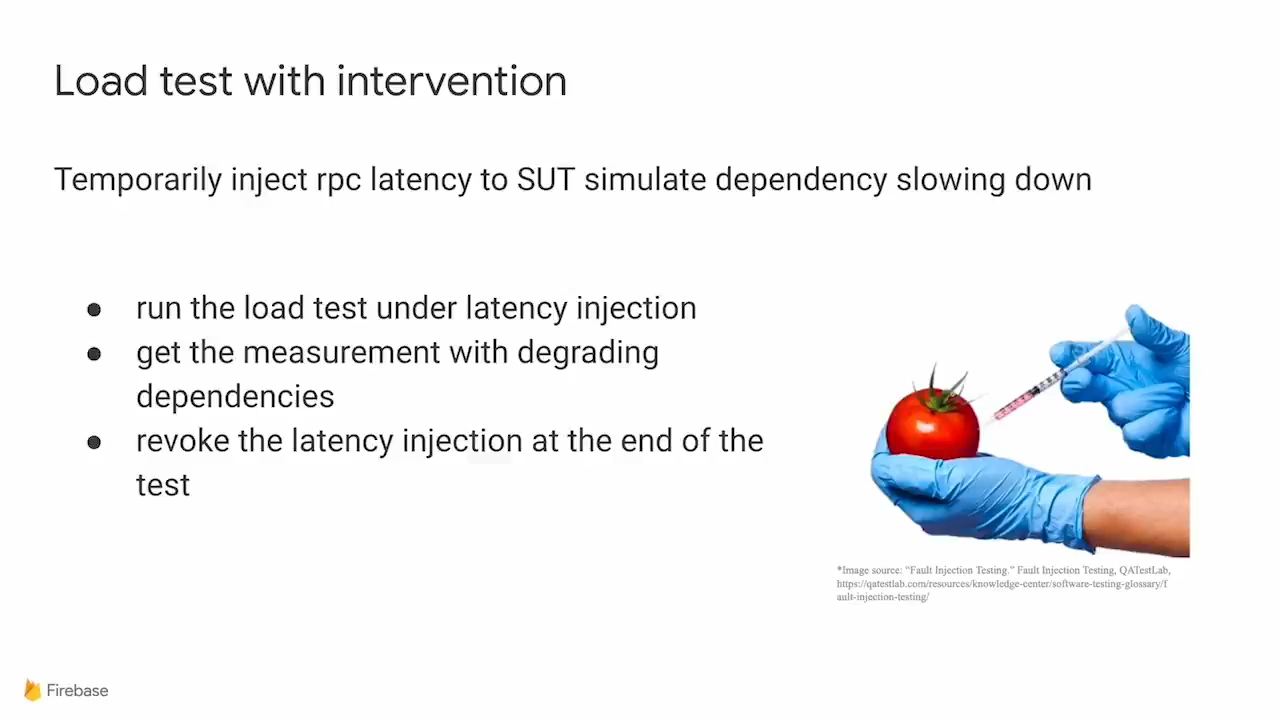 Load test with intervention
Temporarily inject rpc latency to SUT simulate dependency slowing down
● run the load test under latency injection
● get the measurement with degrading
dependencies
● revoke the latency injection at the end of the
test
*Image source: “Fault Injection Testing.” Fault Injection Testing, QATestLab,
https://qatestlab.com/resources/knowledge-center/software-testing-glossary/f
ault-injection-testing/
Firebase